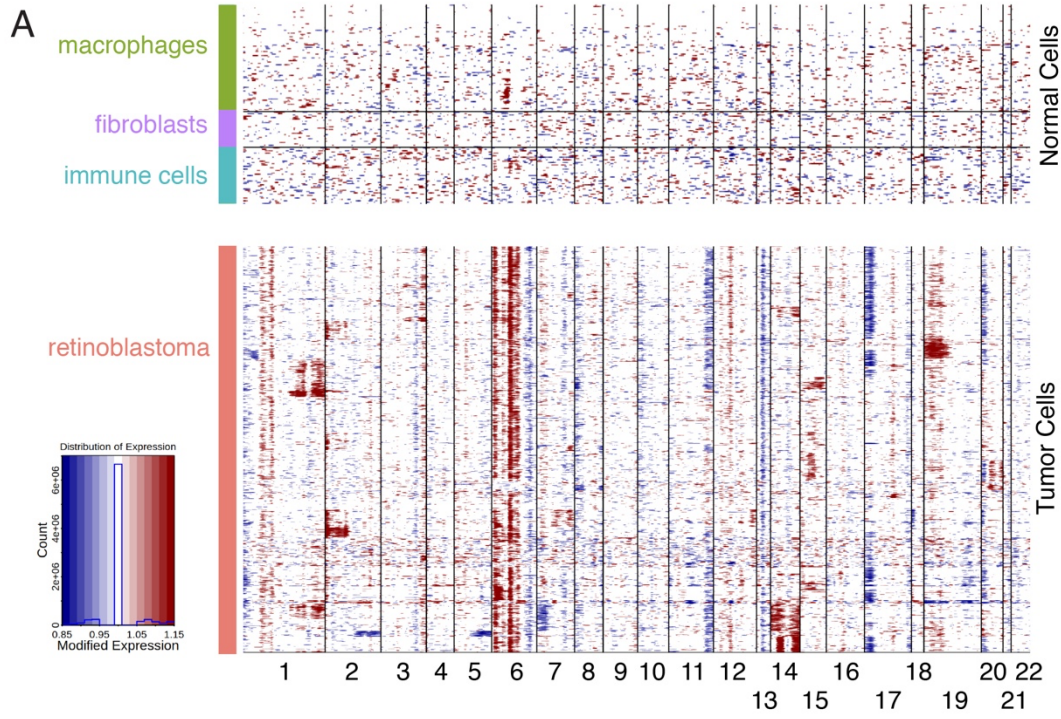 A
macrophages
fibroblasts
immune cells
Normal Cells
retinoblastoma
Tumor Cells
Distribution of Expression
Count
0 2e+06 4e+06 6e+06
0.85 0.95 1.05 1.15
Modified Expression
1 2 3 4 5 6 7 8 9 10 11 12 14 16 18 20 22
13 15 17 19 21